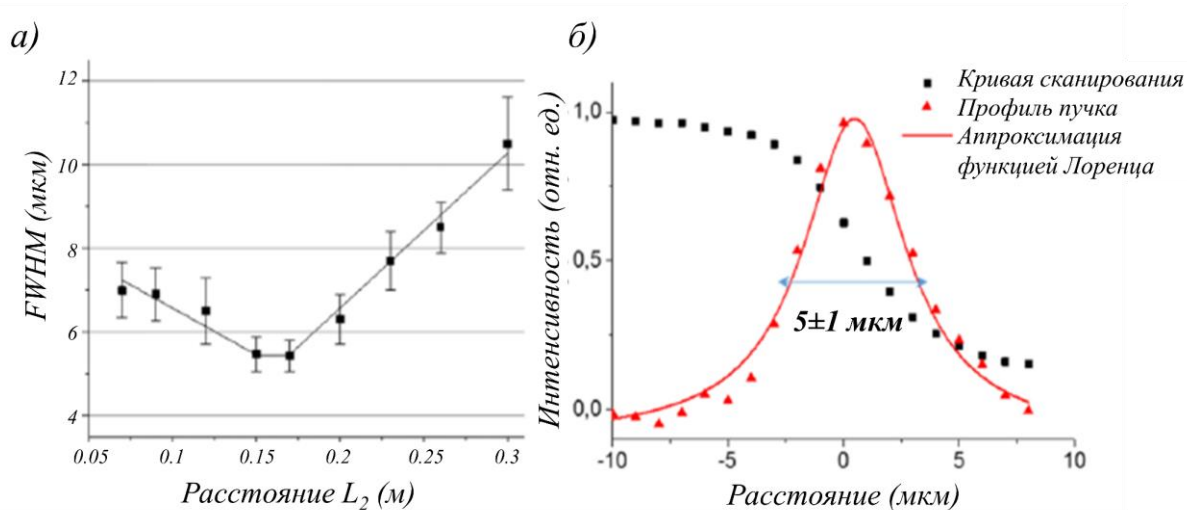 а)
12
10
8
6
4
FWHM (мкм)
0.05 0.1 0.15 0.2 0.25 0.3
Расстояние L2 (м)
б)
Кривая сканирования
Профиль пучка
Аппроксимация
функцией Лоренца
1,0
0,5
0,0
Интенсивность (отн. ед.)
5±1 мкм
-10 -5 0 5 10
Расстояние (мкм)